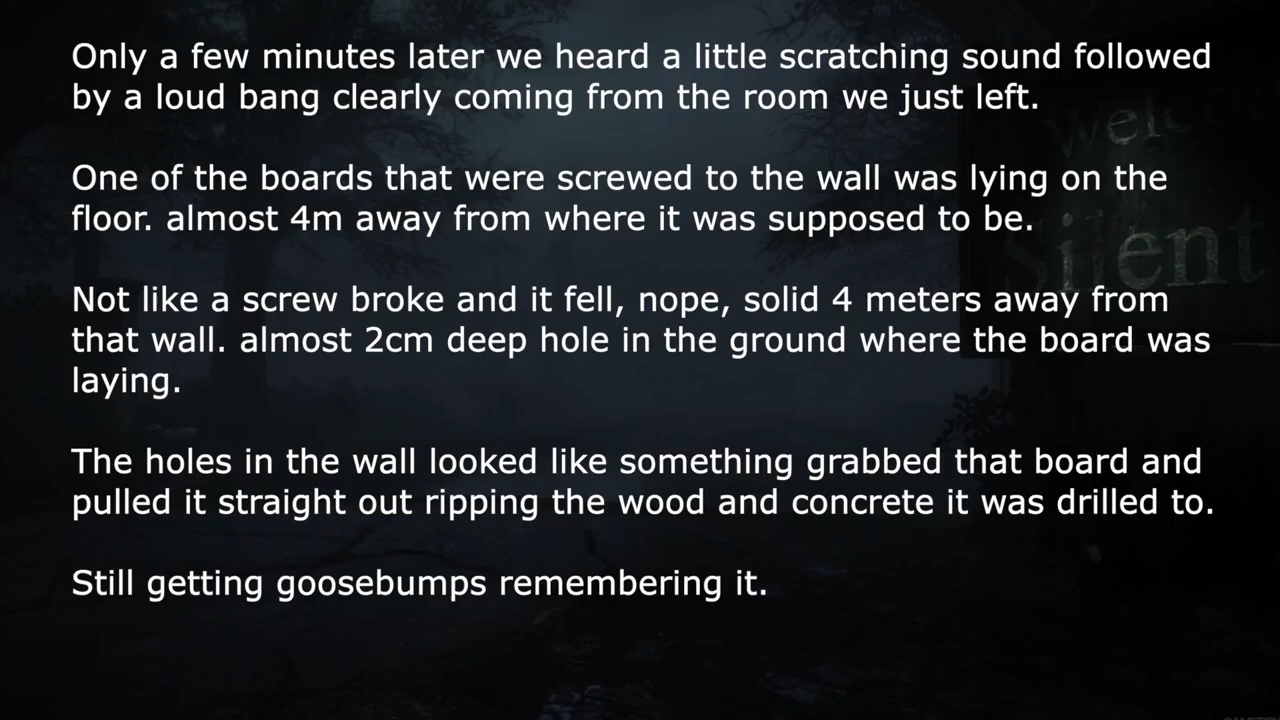 Only a few minutes later we heard a little scratching sound followed
by a loud bang clearly coming from the room we just left.
One of the boards that were screwed to the wall was lying on the
floor. almost 4m away from where it was supposed to be.
Not like a screw broke and it fell, nope, solid 4 meters away from
that wall. almost 2cm deep hole in the ground where the board was
laying.
The holes in the wall looked like something grabbed that board and
pulled it straight out ripping the wood and concrete it was drilled to.
Still getting goosebumps remembering it.
Silent